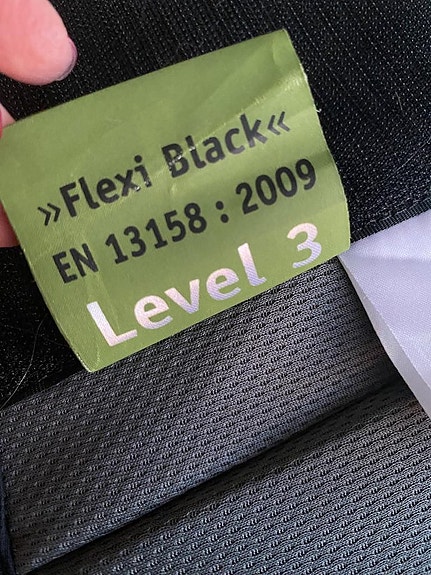 »Flexi Black«
EN 13158 : 2009
Level 3